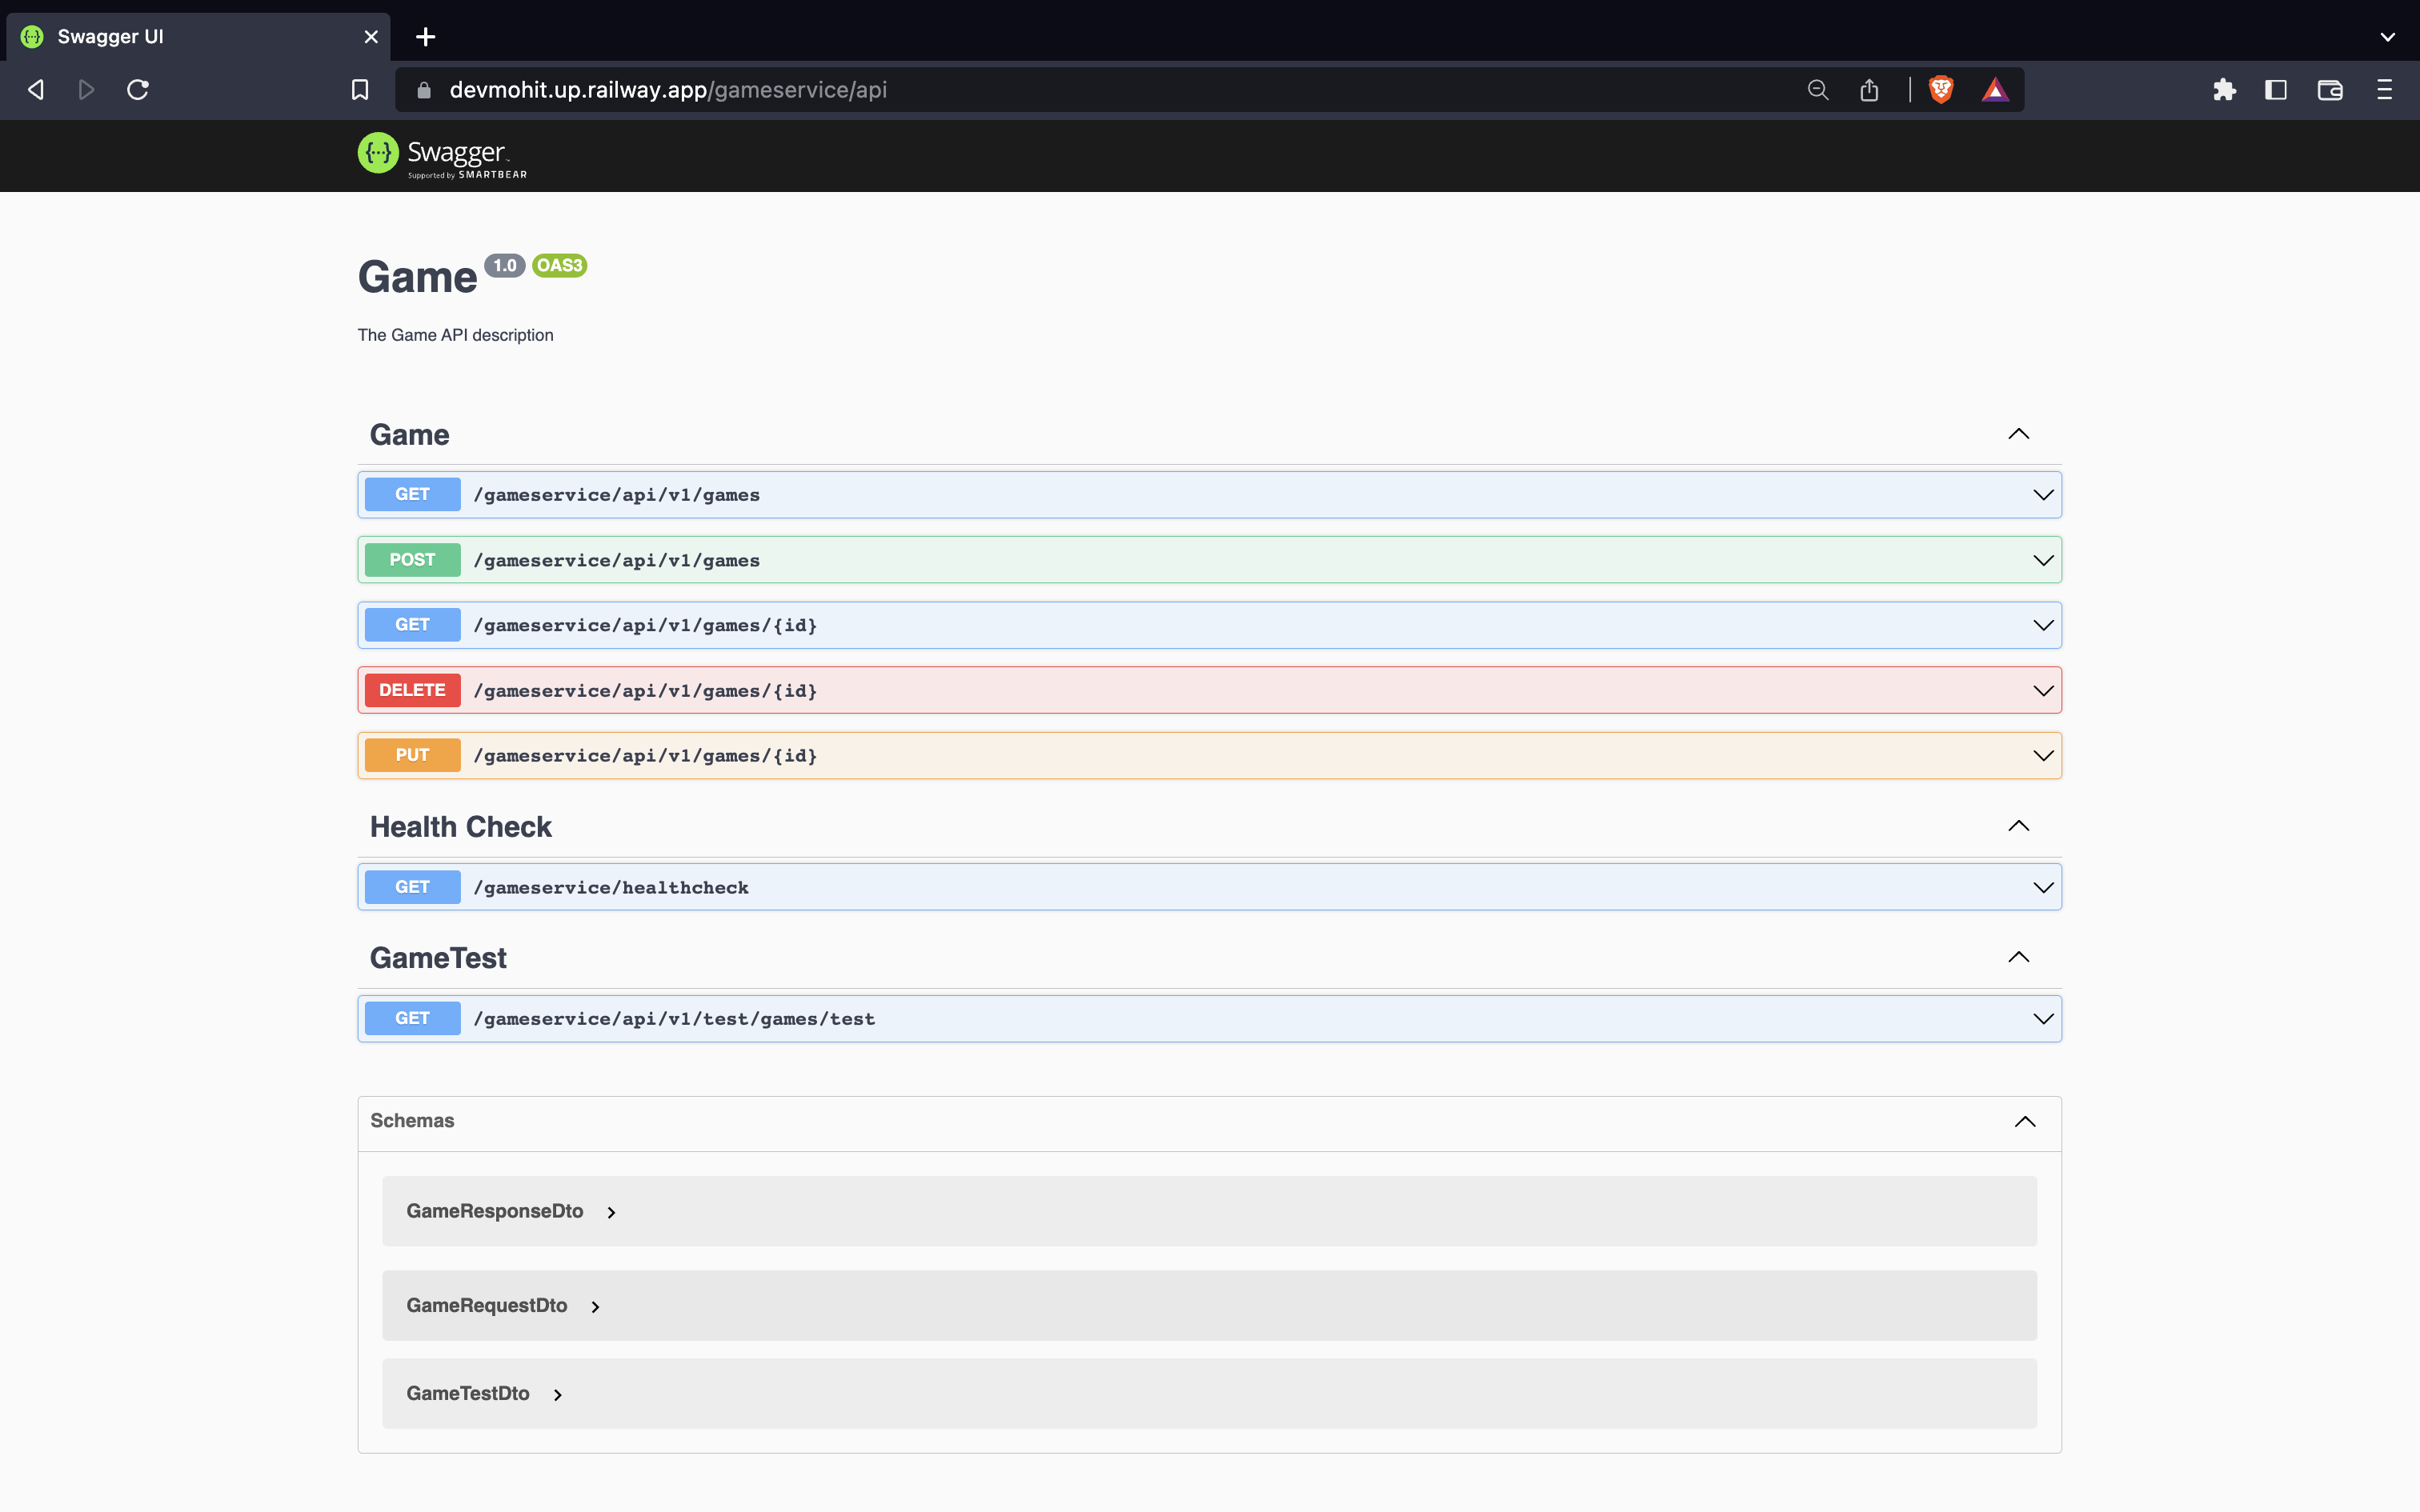 Swagger UI
devmohit.up.railway.app/gameservice/api
Swagger
Supported by SMARTBEAR
Game 1.0 OAS3
The Game API description
Game
GET /gameservice/api/v1/games
POST /gameservice/api/v1/games
GET /gameservice/api/v1/games/{id}
DELETE /gameservice/api/v1/games/{id}
PUT /gameservice/api/v1/games/{id}
Health Check
GET /gameservice/healthcheck
GameTest
GET /gameservice/api/v1/test/games/test
Schemas
GameResponseDto
GameRequestDto
GameTestDto